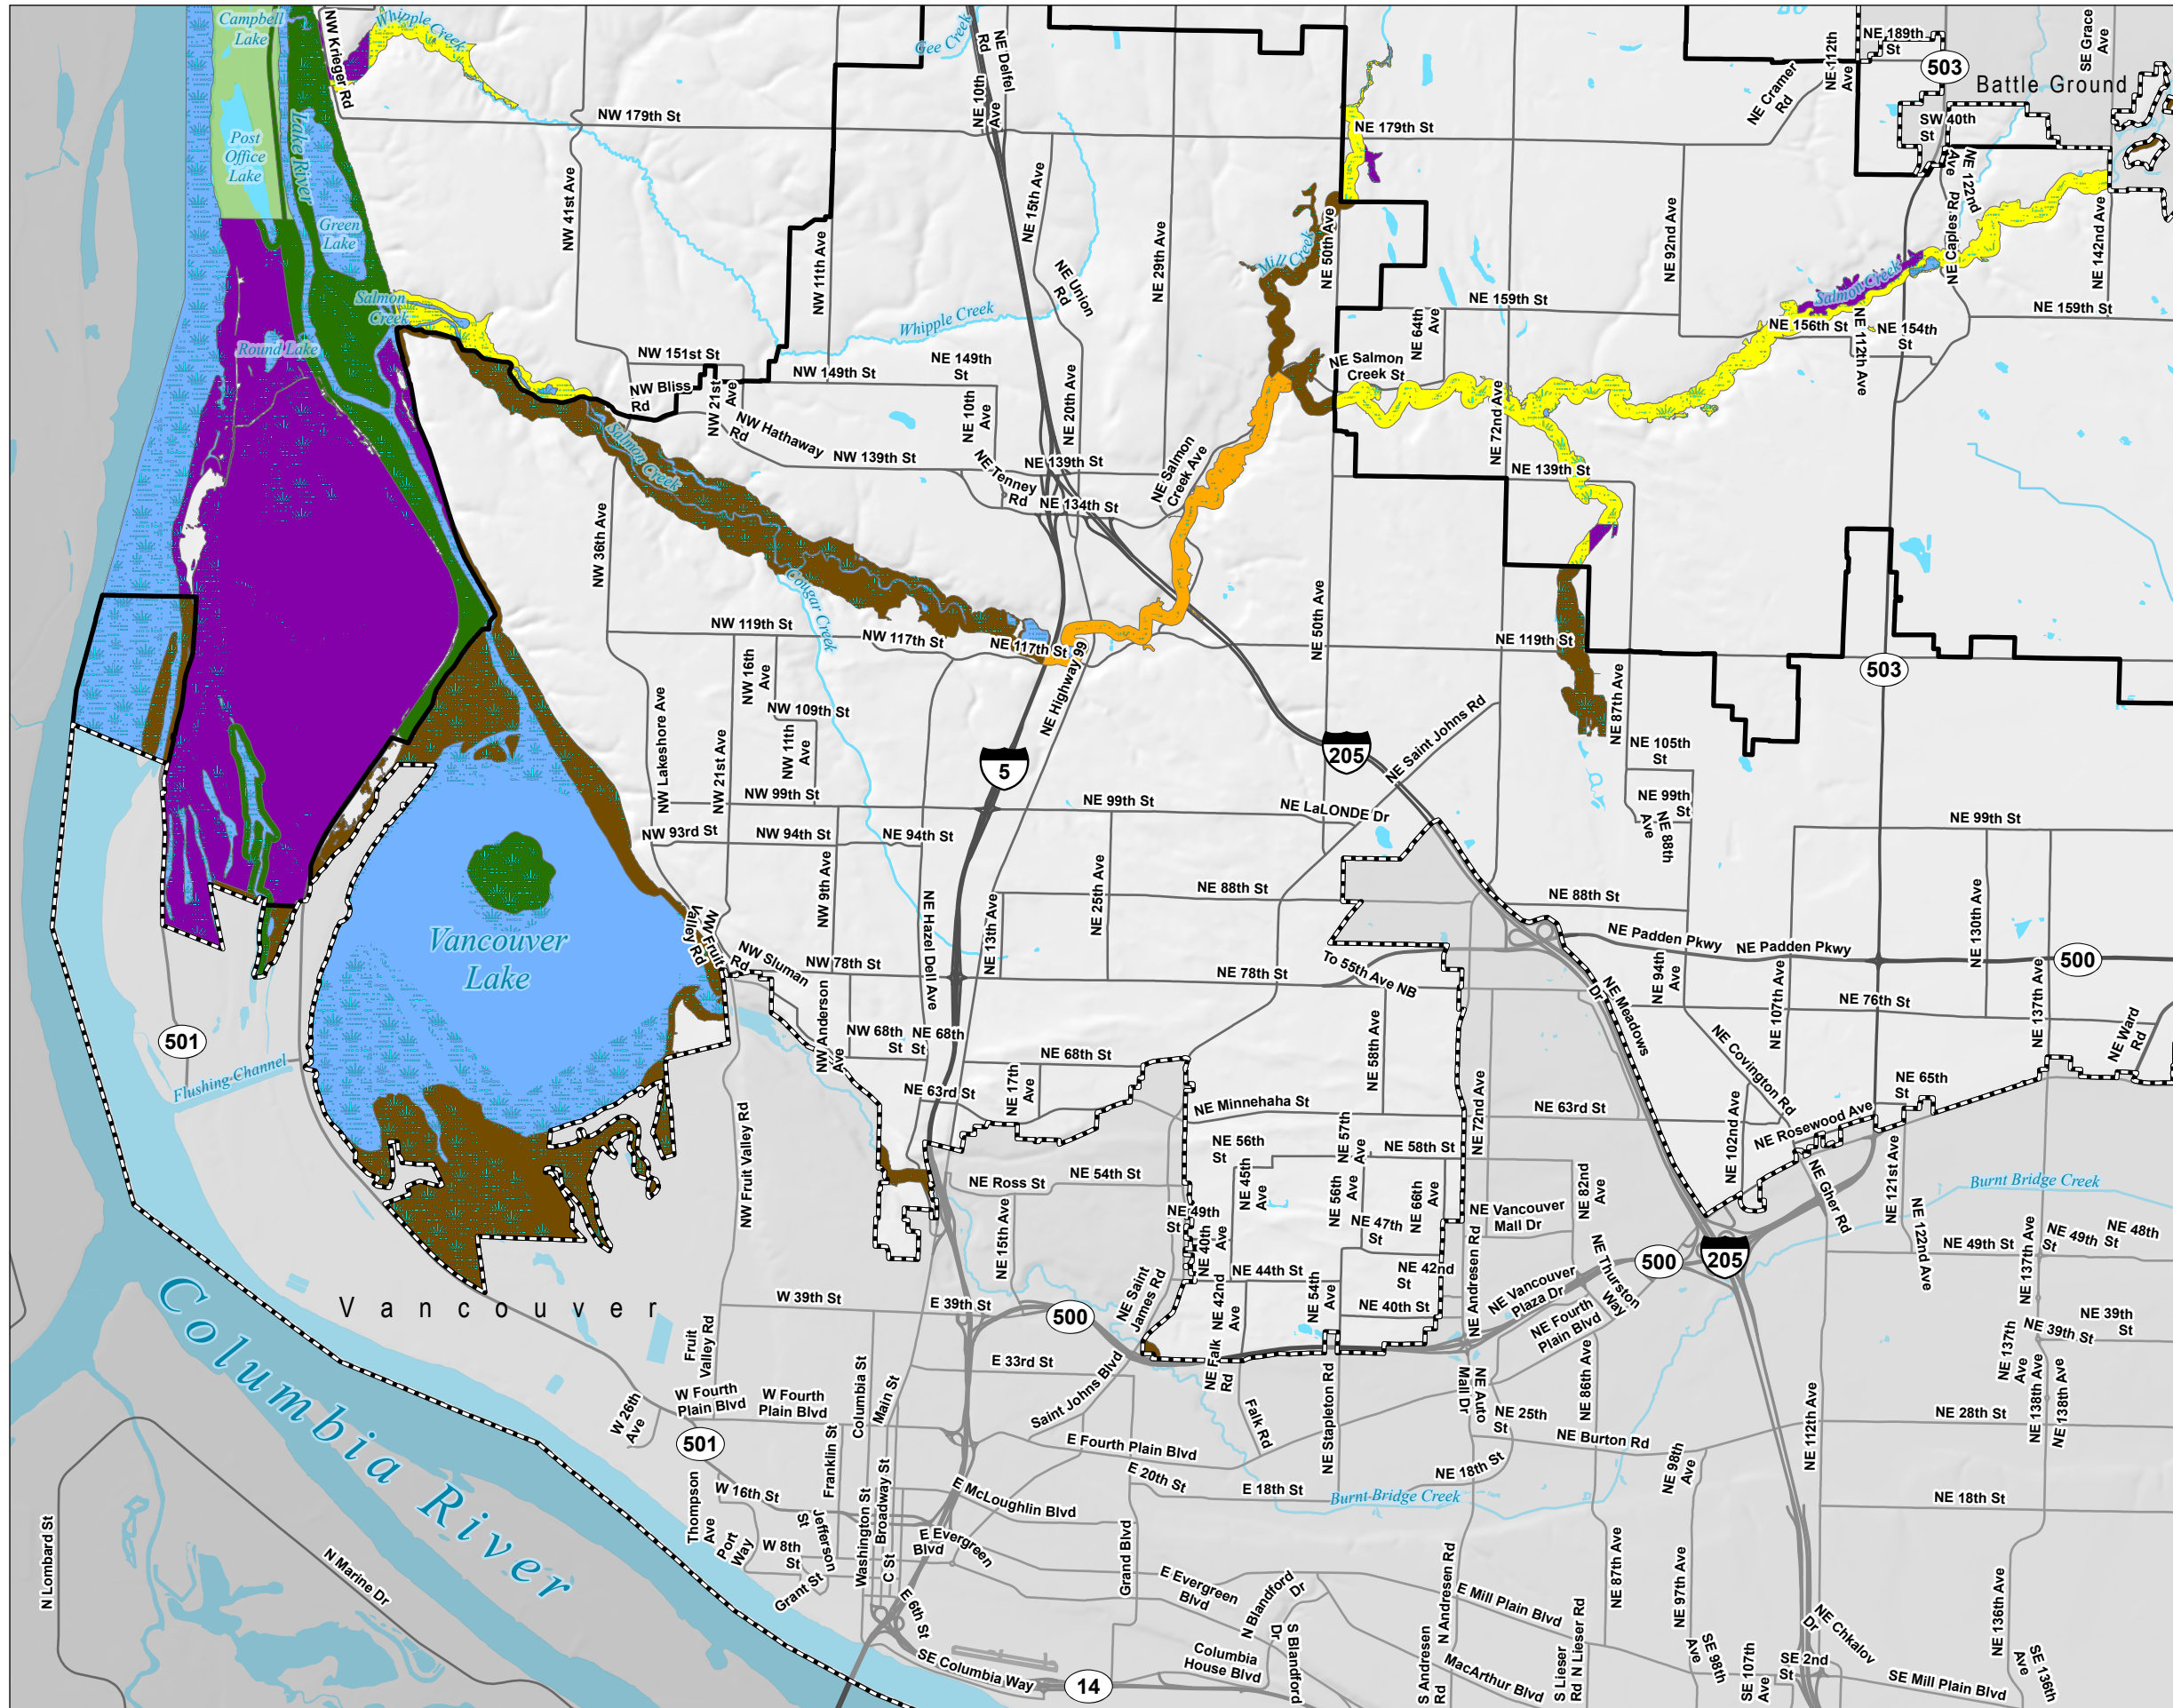 Campbell
Lake
NW Krieger Rd
Whipple Creek
Gee Creek
NE 10th
Ave
NE Delfel
Rd
NE 189th
St
503
SE Grace
Ave
NE 112th
Ave
NE Cramer
Rd
Battle Ground
Post
Office
Lake
Lake River
NW 179th St
NE 179th St
SW 40th
St
NE 122nd
Ave
NW 41st Ave
NW 11th Ave
NE 15th Ave
NE 29th Ave
NE 50th Ave
Mill Creek
NE 92nd Ave
NE Caples Rd
NE 142nd Ave
Green
Lake
NE Union
Rd
Salmon
Creek
Salmon Creek
NE 159th St
NE 159th St
Whipple Creek
NE 64th
Ave
NE 156th St
NE 154th
St
NE 112th Ave
Round Lake
NW 151st St
NW 149th St
NE 149th
St
NE Salmon
Creek St
NW Bliss
Rd
NW 21st
Ave
NE 10th
Ave
NE 20th Ave
NE 72nd Ave
NW Hathaway
Rd
Salmon Creek
NW 139th St
NE 139th St
NE 139th St
NE Tenney
Rd
NE 134th St
NE Salmon
Creek Ave
NW 36th Ave
Cougar Creek
NE 50th Ave
NW 119th St
NW 117th St
NE 117th St
NE 119th St
503
NW Lakeshore Ave
NW 16th
Ave
NE Highway 99
NE 87th Ave
NW 109th St
NW 11th
Ave
NW 21st Ave
5
205
NE Saint Johns Rd
NE 105th
St
NW 99th St
NE 99th St
NE LaLONDE Dr
NE 99th
St
NE 88th
Ave
NE 99th St
NW 93rd St
NW 94th St
NE 94th St
NW 9th Ave
NE Hazel Dell Ave
NE 13th Ave
NE 25th Ave
NE 88th St
NE 88th St
NE 130th Ave
Vancouver
Lake
NW Fruit
Valley Rd
NW Sluman
Rd
NW 78th St
NE 78th St
To 55th Ave NB
NE Padden Pkwy
NE Padden Pkwy
500
NE 94th
Ave
NE 107th Ave
NE 76th St
NE 137th Ave
NE Ward
Rd
NE Meadows
Dr
501
NW Anderson
Ave
NW 68th
St
NE 68th
St
NE 68th St
NE 58th Ave
NE Covington Rd
Flushing Channel
NE 63rd St
NE 17th
Ave
NE Minnehaha St
NE 72nd Ave
NE 63rd St
NE 102nd Ave
NE Rosewood Ave
NE 65th
St
NW Fruit Valley Rd
NE Ross St
NE 54th St
NE 56th
St
NE 45th
Ave
NE 57th
Ave
NE 58th St
NE 56th
Ave
NE 66th
Ave
NE 82nd
Ave
NE Gher Rd
NE 121st Ave
NE 122nd Ave
Burnt Bridge Creek
NE 15th Ave
NE 49th
St
NE 40th
Ave
NE 47th
St
NE Vancouver
Mall Dr
NE 137th Ave
NE 49th St
NE 49th
St
NE 48th
St
NE Saint
James Rd
NE 44th St
NE 42nd
St
NE 42nd
Ave
NE 54th
Ave
NE 40th St
NE Andresen Rd
NE Vancouver
Plaza Dr
NE Thurston
Way
500
205
Vancouver
W 39th St
E 39th St
500
NE Fourth
Plain Blvd
NE 39th St
NE 39th
St
Columbia River
Fruit
Valley Rd
E 33rd St
Saint Johns Blvd
NE Falk
Rd
Falk Rd
NE Stapleton Rd
NE Auto
Mall Dr
NE 86th Ave
NE 112th Ave
NE 137th
Ave
NE 138th Ave
NE 138th Ave
W 26th
Ave
W Fourth
Plain Blvd
W Fourth
Plain Blvd
Columbia St
Main St
501
Franklin St
E Fourth Plain Blvd
NE 25th
St
NE Burton Rd
NE 28th St
NE 98th
Ave
Thompson
Ave
W 16th St
Washington St
Broadway St
E McLoughlin Blvd
E 20th St
E 18th St
NE 18th St
Burnt Bridge Creek
NE 18th St
N Lombard St
N Marine Dr
Port
Way
W 8th
St
Jefferson
St
Grant St
C St
E Evergreen
Blvd
Grand Blvd
E 6th St
E Evergreen
Blvd
N Blandford
Dr
S Blandford
Dr
N Andresen Rd
S Andresen
Rd
E Mill Plain Blvd
MacArthur Blvd
N Lieser Rd
S Lieser
Rd
NE 87th Ave
NE 97th Ave
SE 98th
Ave
SE 107th
Ave
NE Chkalov
Dr
SE 2nd
St
SE Mill Plain Blvd
NE 136th Ave
SE 136th
Ave
Columbia
House Blvd
SE Columbia Way
14